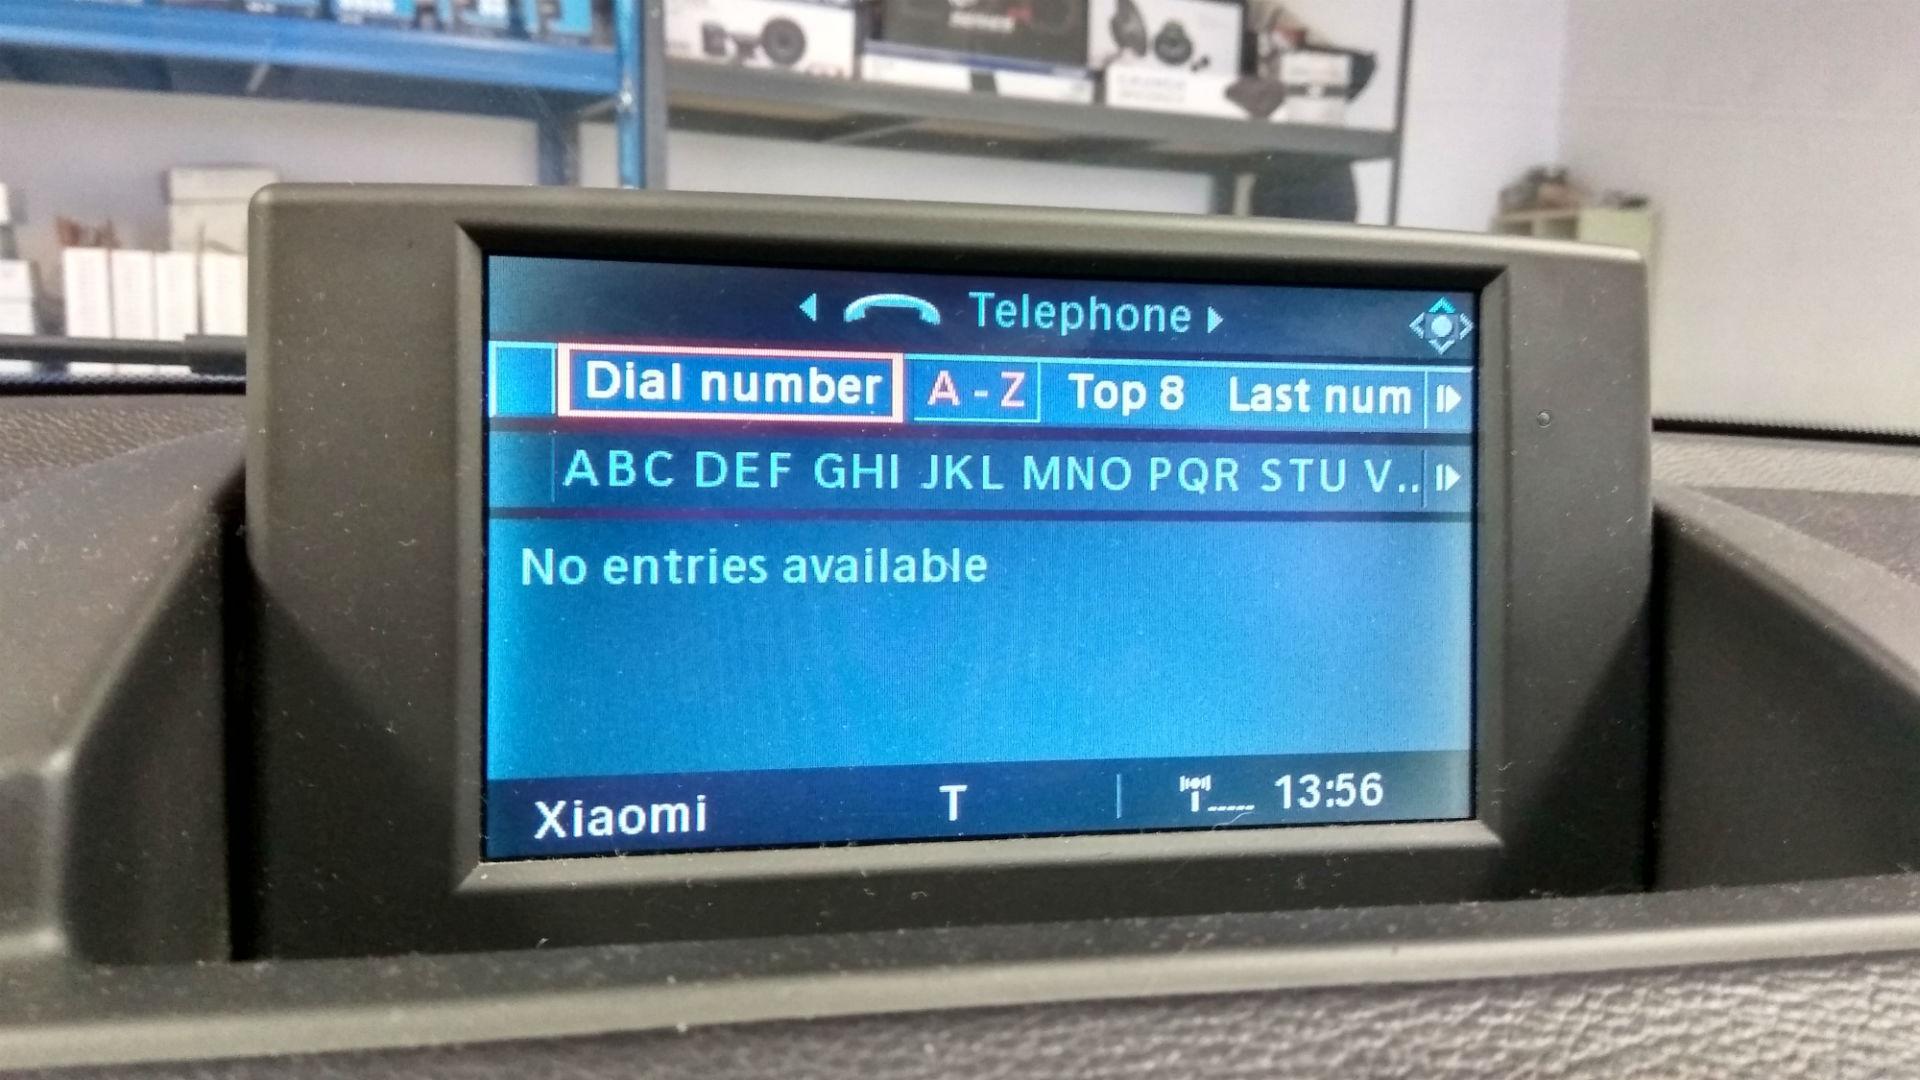 Telephone
Dial number A - Z Top 8 Last num
ABC DEF GHI JKL MNO PQR STU V..
No entries available
Xiaomi T 13:56